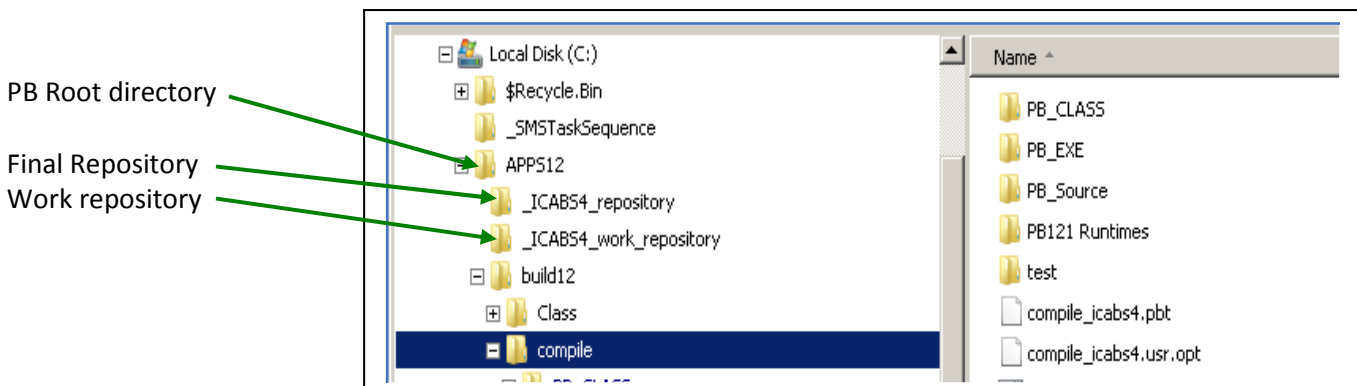 PB Root directory
Final Repository
Work repository
Local Disk (C:)
$Recycle.Bin
_SMSTaskSequence
APPS12
_ICABS4_repository
_ICABS4_work_repository
build12
Class
compile
PB_CLASS
Name
PB_CLASS
PB_EXE
PB_Source
PB121 Runtimes
test
compile_icabs4.pbt
compile_icabs4.usr.opt